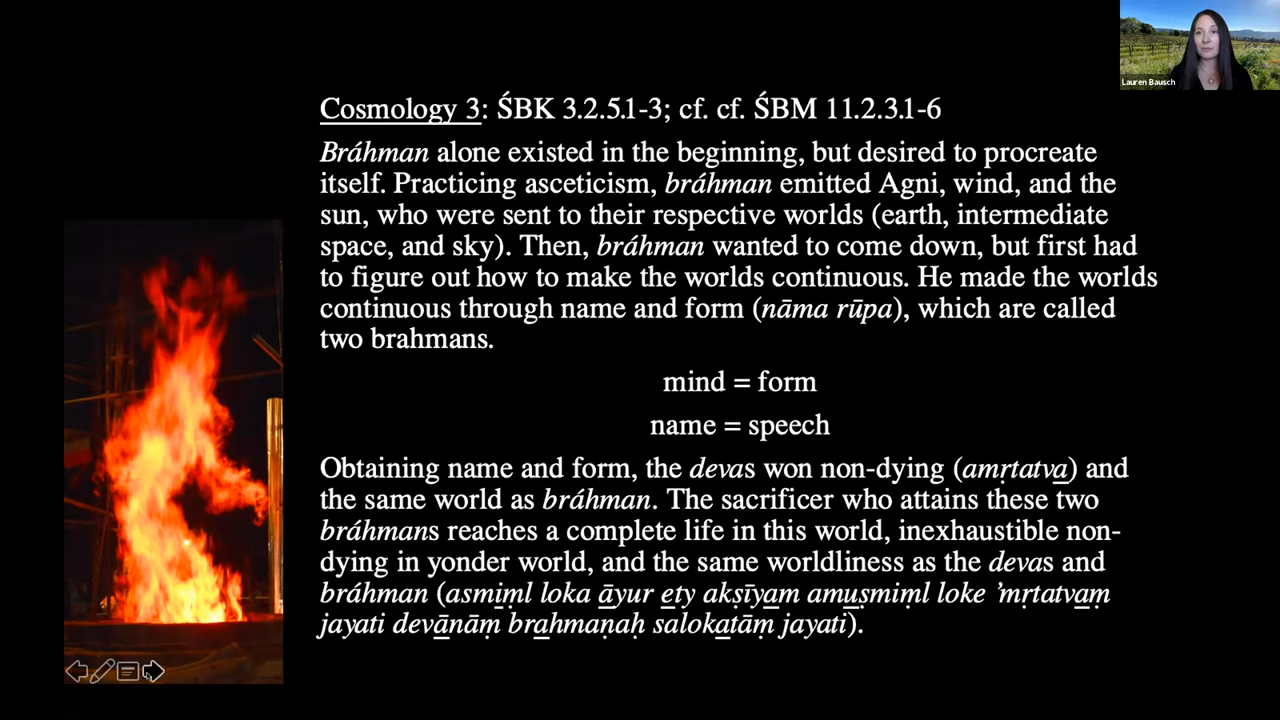 Lauren Bausch
Cosmology 3: ŚBK 3.2.5.1-3; cf. cf. ŚBM 11.2.3.1-6
Bráhman alone existed in the beginning, but desired to procreate
itself. Practicing asceticism, bráhman emitted Agni, wind, and the
sun, who were sent to their respective worlds (earth, intermediate
space, and sky). Then, bráhman wanted to come down, but first had
to figure out how to make the worlds continuous. He made the worlds
continuous through name and form (nāma rūpa), which are called
two brahmans.
mind = form
name = speech
Obtaining name and form, the devas won non-dying (amṛtatva) and
the same world as bráhman. The sacrificer who attains these two
bráhmans reaches a complete life in this world, inexhaustible non-
dying in yonder world, and the same worldliness as the devas and
bráhman (asmiṃl loka āyur ety akṣīyam amuṣmiṃl loke ’mṛtatvaṃ
jayati devānāṃ brahmaṇaḥ salokatāṃ jayati).